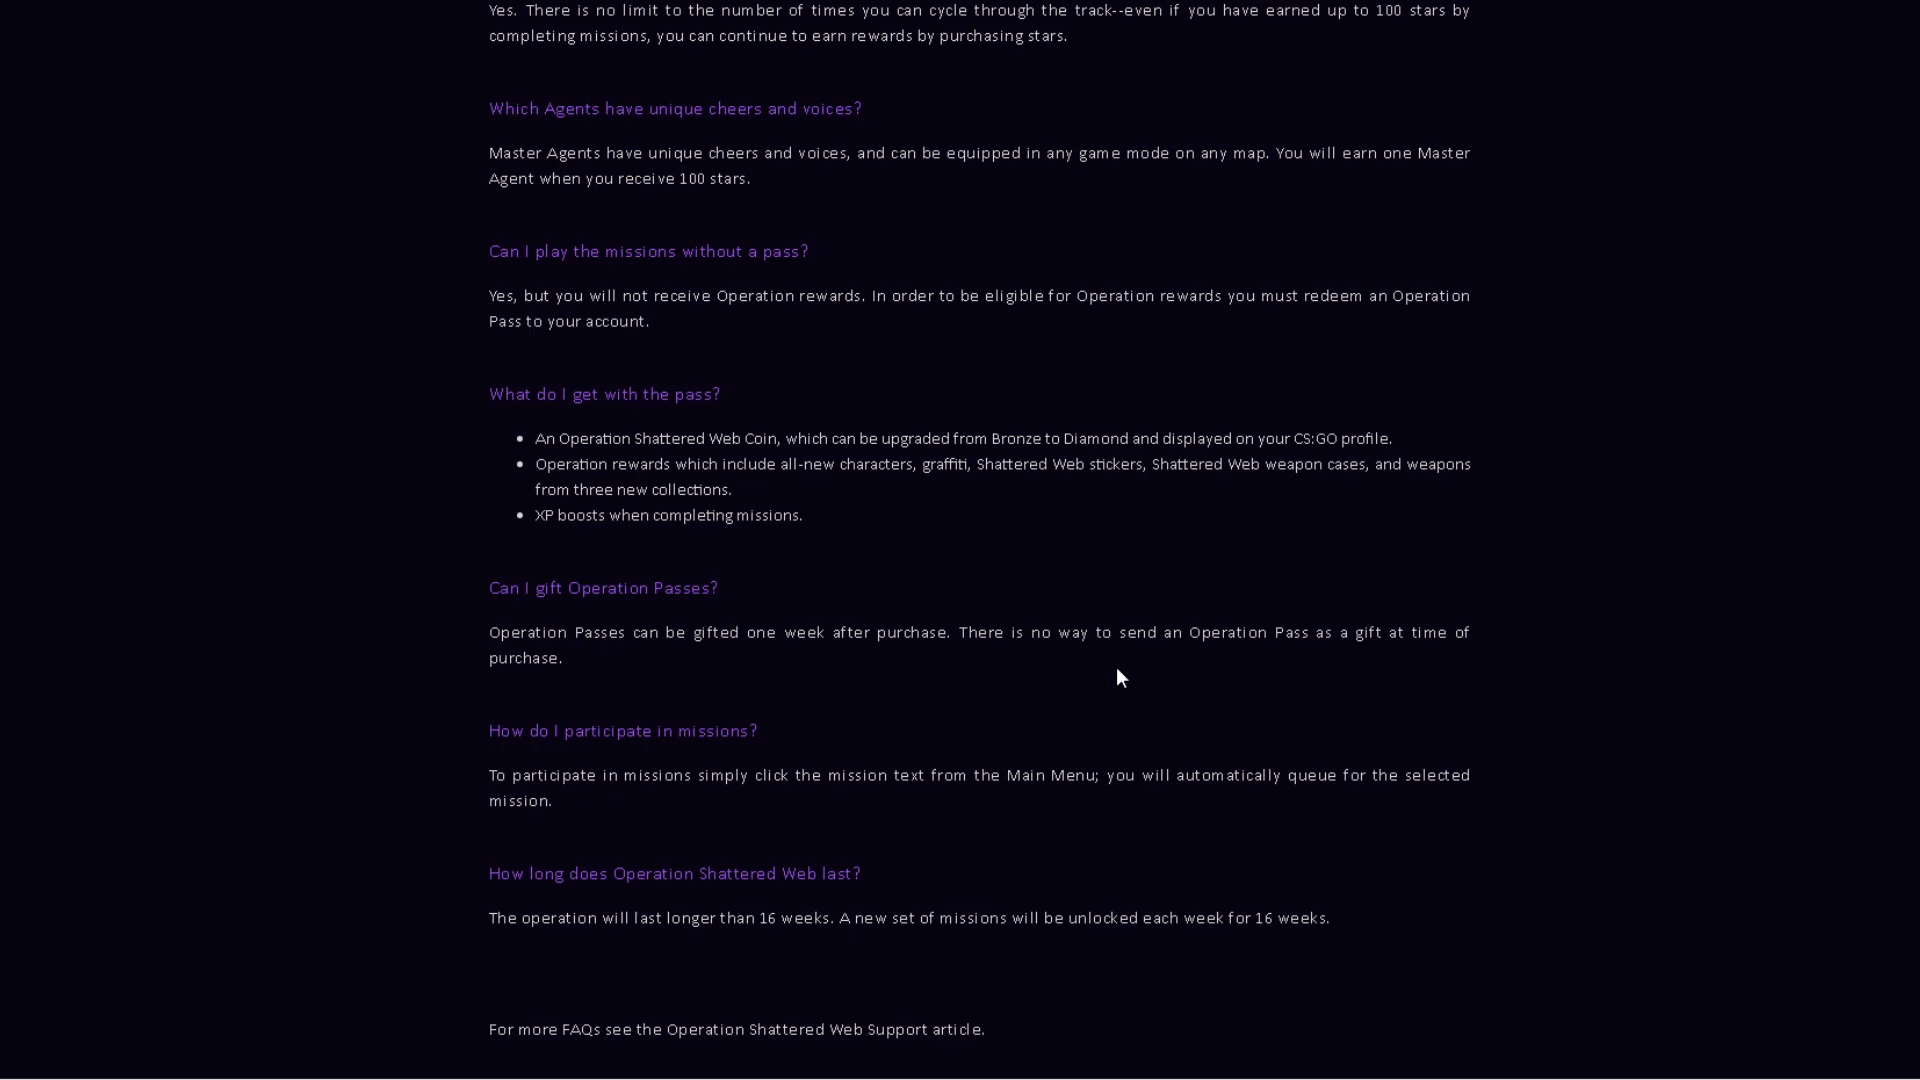 Yes. There is no limit to the number of times you can cycle through the track--even if you have earned up to 100 stars by
completing missions, you can continue to earn rewards by purchasing stars.
Which Agents have unique cheers and voices?
Master Agents have unique cheers and voices, and can be equipped in any game mode on any map. You will earn one Master
Agent when you receive 100 stars.
Can I play the missions without a pass?
Yes, but you will not receive Operation rewards. In order to be eligible for Operation rewards you must redeem an Operation
Pass to your account.
What do I get with the pass?
• An Operation Shattered Web Coin, which can be upgraded from Bronze to Diamond and displayed on your CS:GO profile.
• Operation rewards which include all-new characters, graffiti, Shattered Web stickers, Shattered Web weapon cases, and weapons
from three new collections.
• XP boosts when completing missions.
Can I gift Operation Passes?
Operation Passes can be gifted one week after purchase. There is no way to send an Operation Pass as a gift at time of
purchase.
How do I participate in missions?
To participate in missions simply click the mission text from the Main Menu; you will automatically queue for the selected
mission.
How long does Operation Shattered Web last?
The operation will last longer than 16 weeks. A new set of missions will be unlocked each week for 16 weeks.
For more FAQs see the Operation Shattered Web Support article.